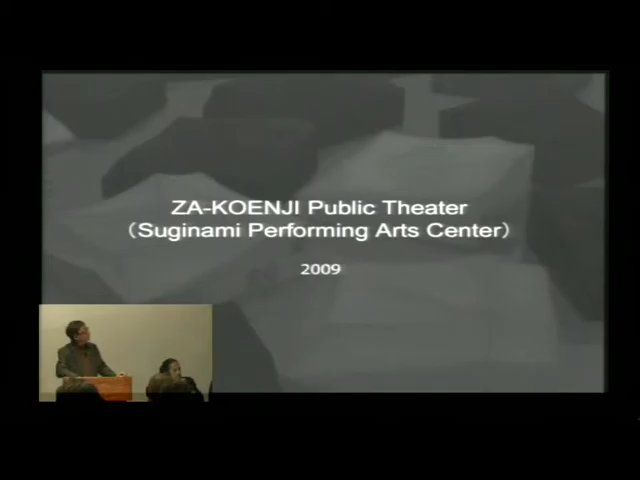 ZA-KOENJI Public Theater
（Suginami Performing Arts Center）
2009